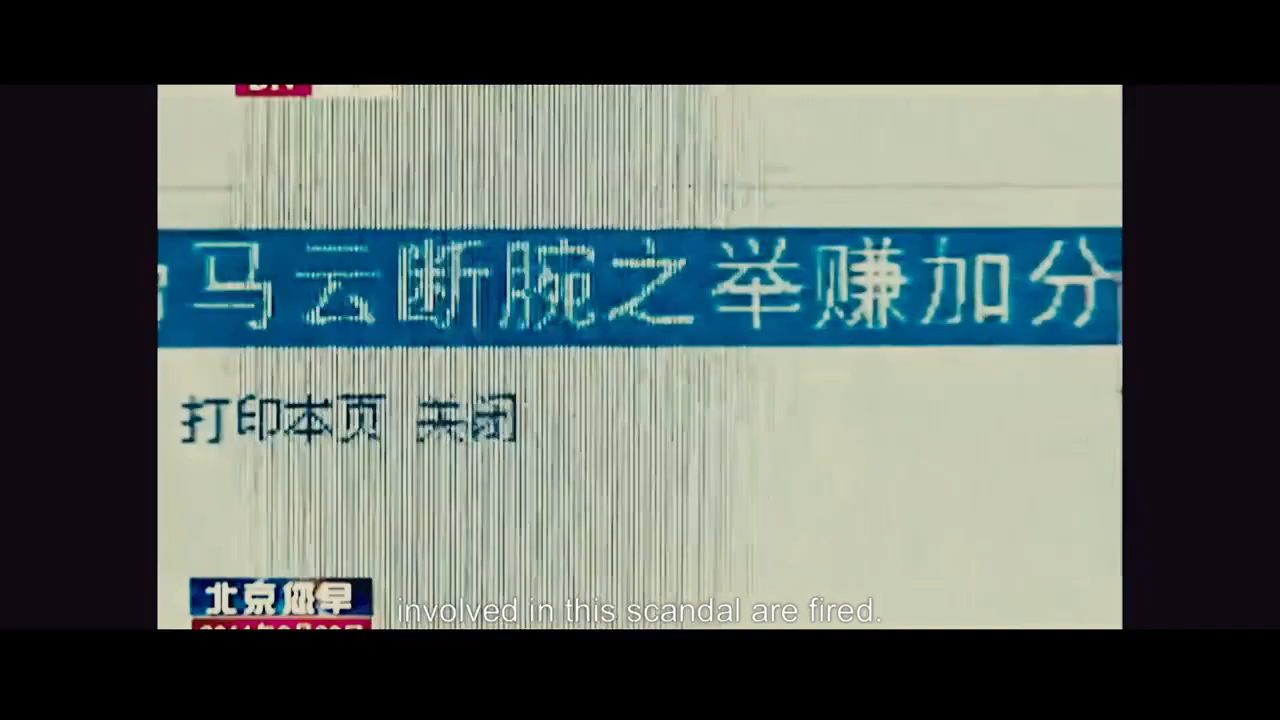 马云断腕之举赚加分
打印本页 关闭
北京您早
involved in this scandal are fired.